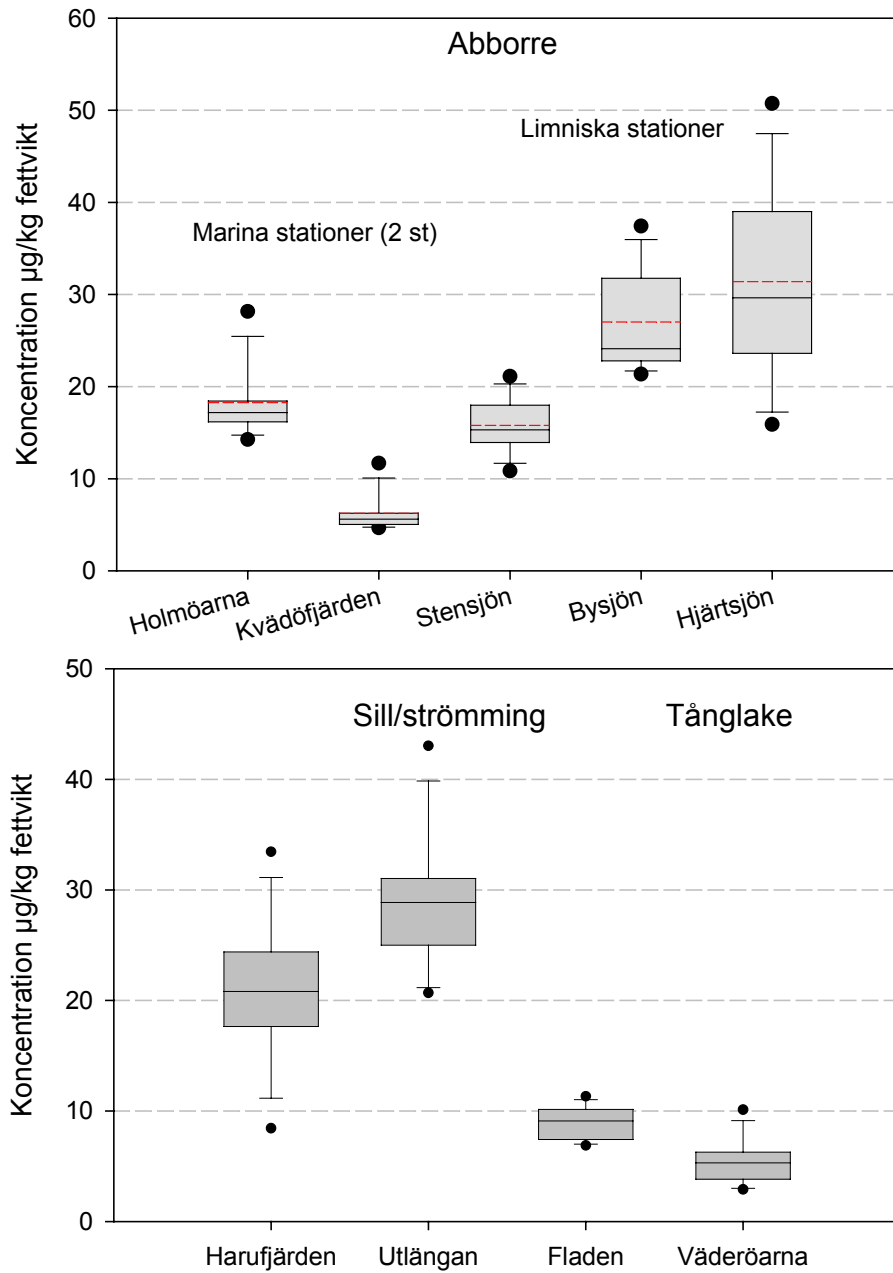 Abborre
Limniska stationer
Marina stationer (2 st)
Koncentration µg/kg fettvikt
60
50
40
30
20
10
0
Holmöarna
Kvädöfjärden
Stensjön
Bysjön
Hjärtsjön
Sill/strömming
Tånglake
Koncentration µg/kg fettvikt
50
40
30
20
10
0
Harufjärden
Utlängan
Fladen
Väderöarna